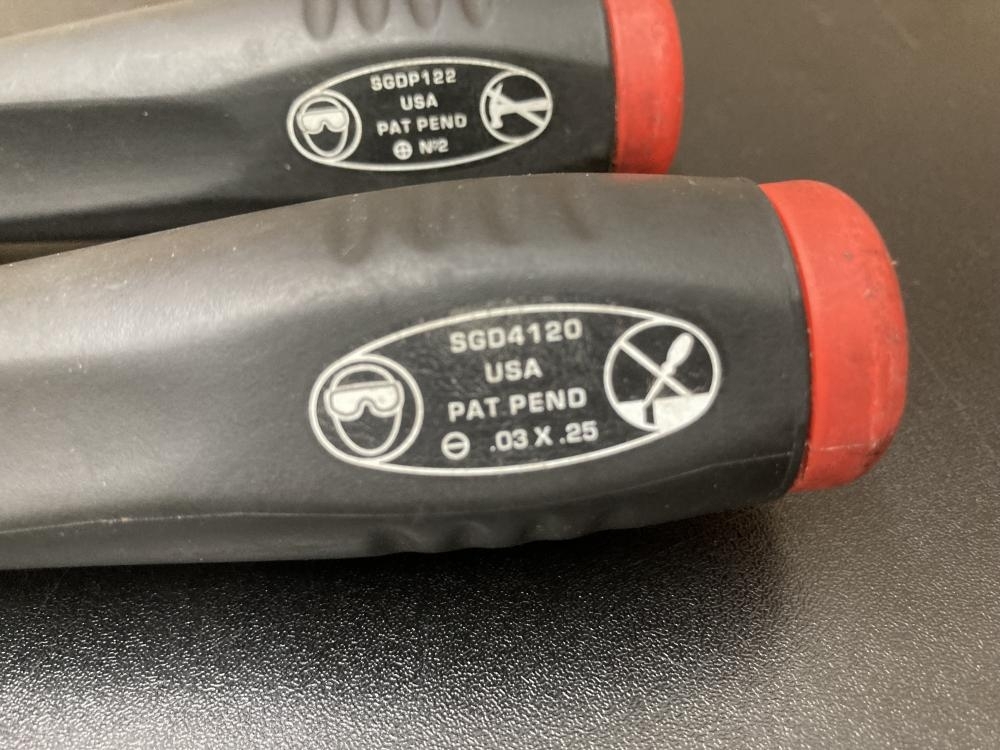 SGDP122
USA
PAT PEND
Nº2
SGD4120
USA
PAT PEND
.03 X .25